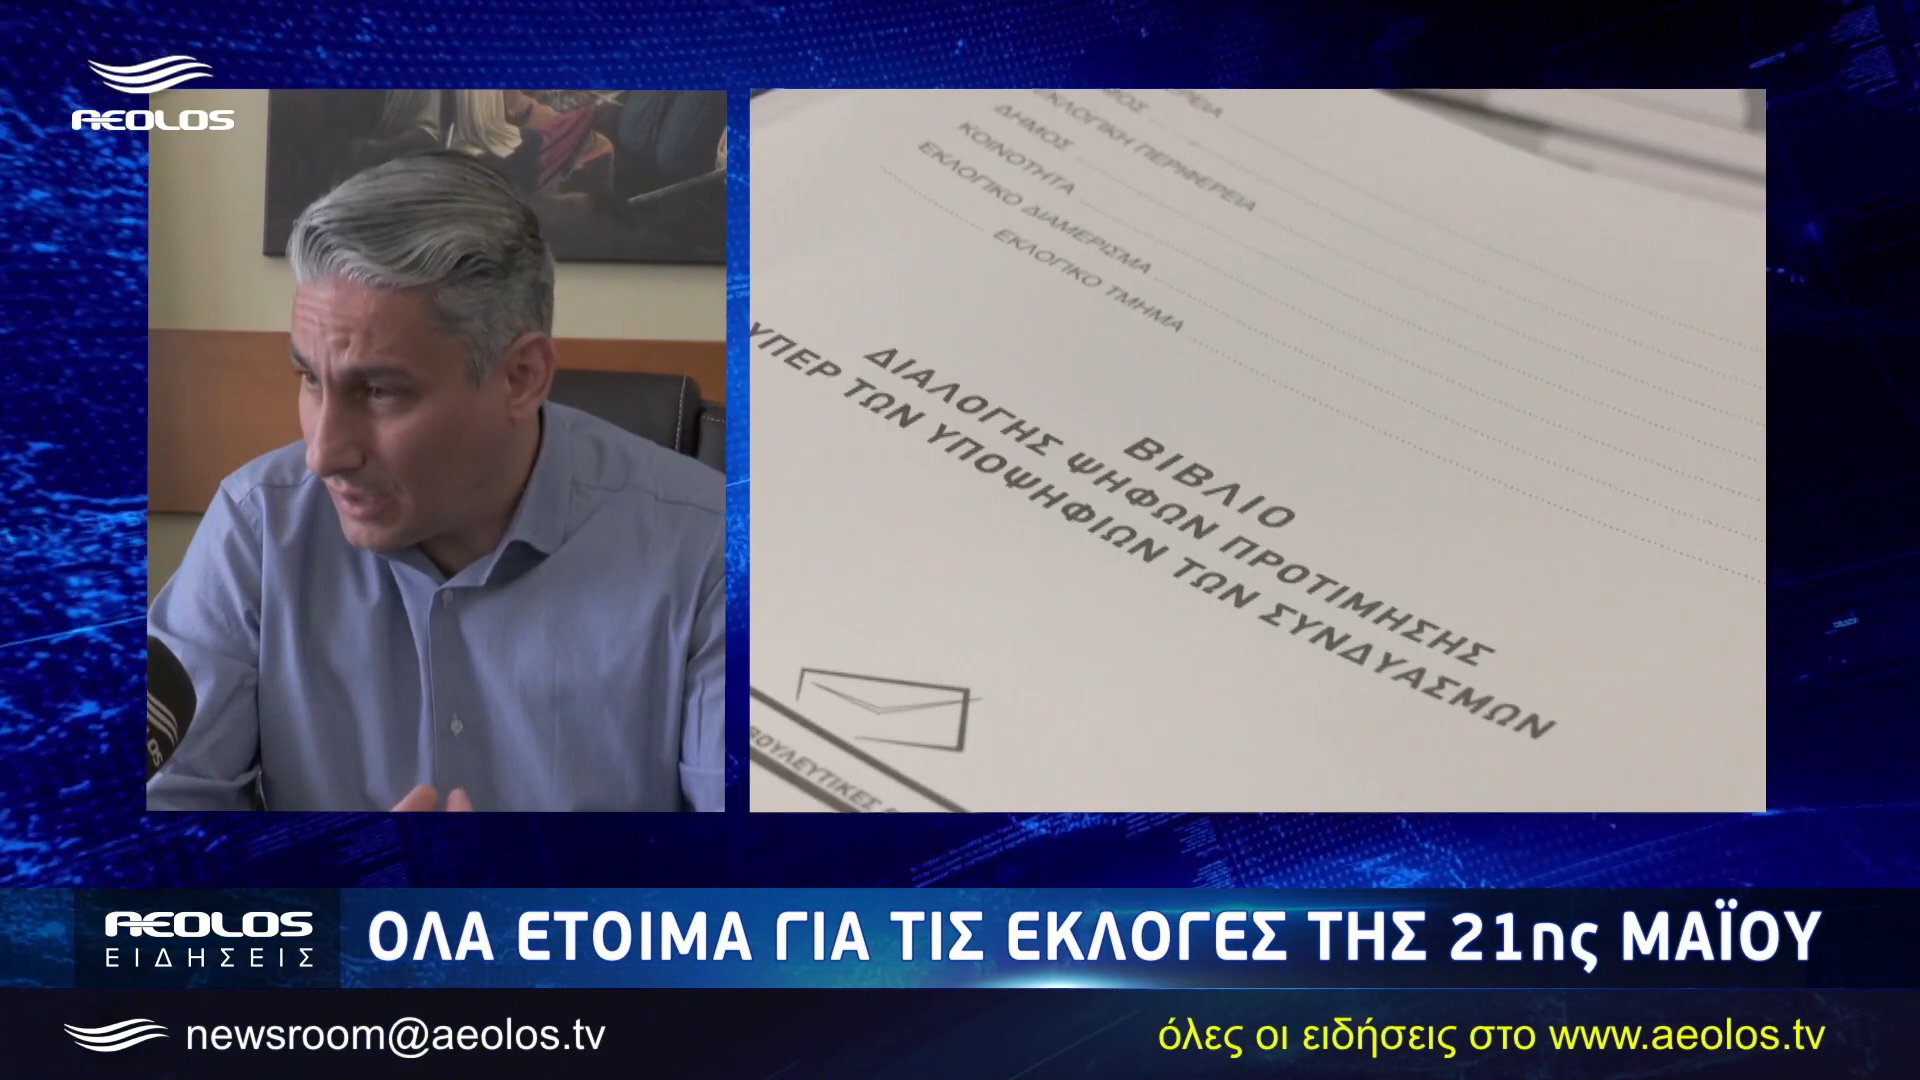 AEOLOS
ΕΚΛΟΓΙΚΗ ΠΕΡΙΦΕΡΕΙΑ
ΔΗΜΟΣ
ΚΟΙΝΟΤΗΤΑ
ΕΚΛΟΓΙΚΟ ΔΙΑΜΕΡΙΣΜΑ
ΕΚΛΟΓΙΚΟ ΤΜΗΜΑ
ΒΙΒΛΙΟ
ΔΙΑΛΟΓΗΣ ΨΗΦΩΝ ΠΡΟΤΙΜΗΣΗΣ
ΥΠΕΡ ΤΩΝ ΥΠΟΨΗΦΙΩΝ ΤΩΝ ΣΥΝΔΥΑΣΜΩΝ
AEOLOS
ΕΙΔΗΣΕΙΣ
ΟΛΑ ΕΤΟΙΜΑ ΓΙΑ ΤΙΣ ΕΚΛΟΓΕΣ ΤΗΣ 21ης ΜΑΪΟΥ
newsroom@aeolos.tv
όλες οι ειδήσεις στο www.aeolos.tv